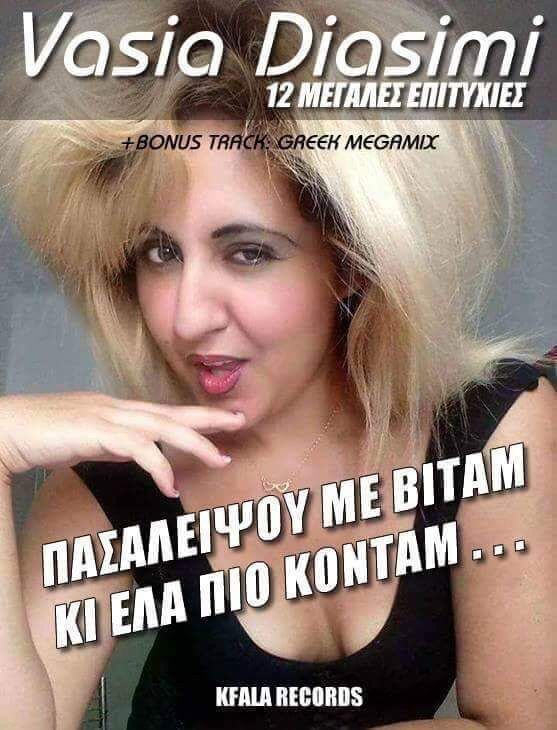 Vasia Diasimi
12 ΜΕΓΑΛΕΣ ΕΠΙΤΥΧΙΕΣ
+BONUS TRACK: GREEK MEGAMIX
ΠΑΣΑΛΕΙΨΟΥ ΜΕ ΒΙΤΑΜ
ΚΙ ΕΛΑ ΠΙΟ ΚΟΝΤΑΜ ...
KFALA RECORDS